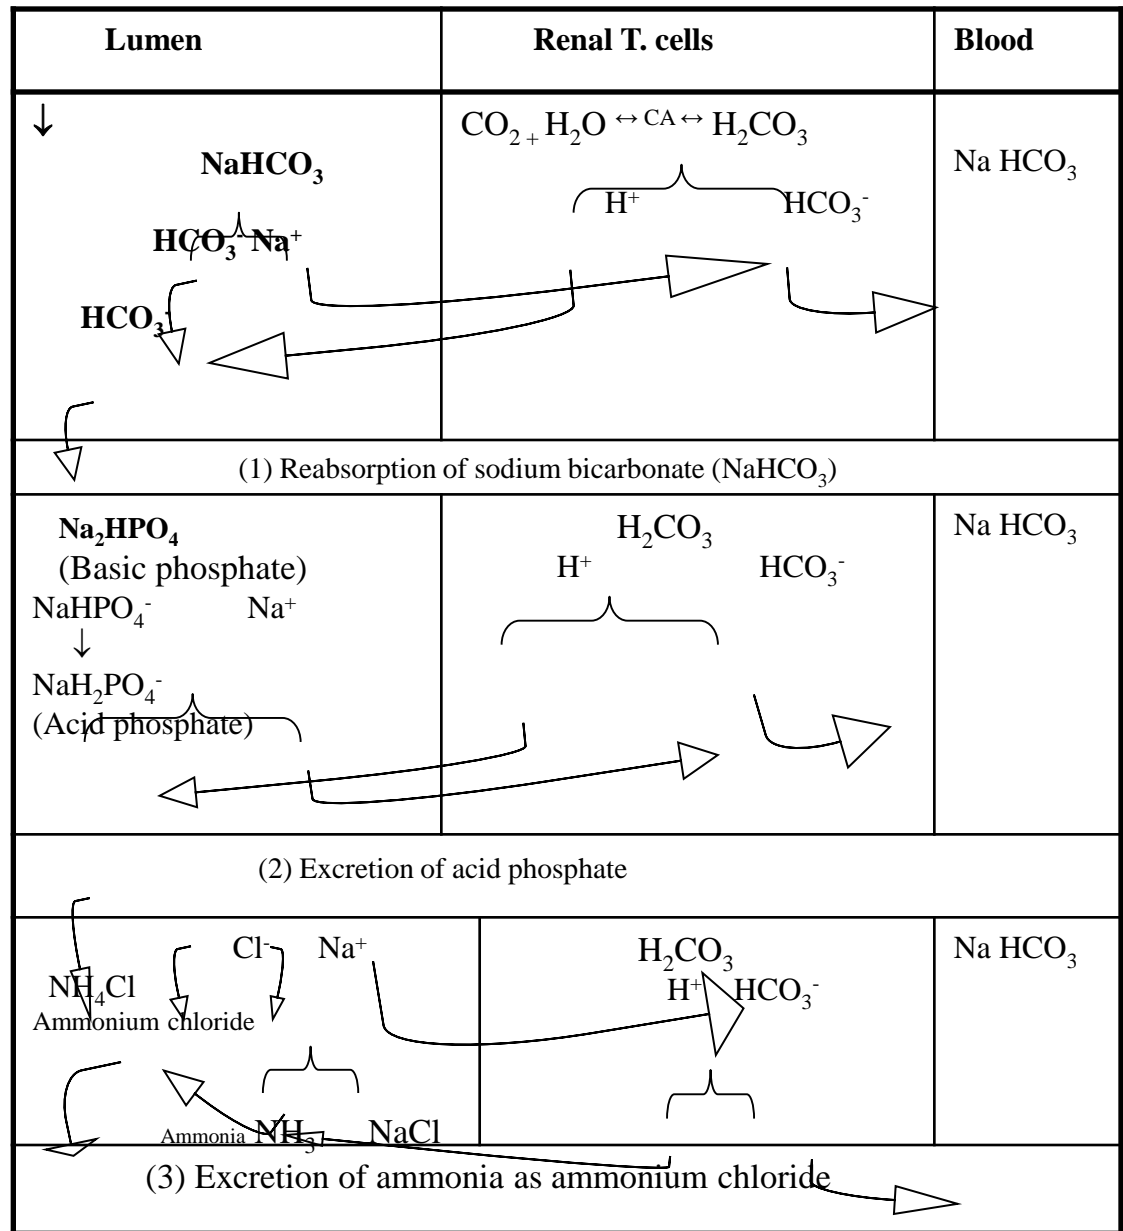 Lumen Renal T. cells Blood
↓
CO₂ + H₂O ↔ CA ↔ H₂CO₃
NaHCO₃
Na HCO₃
H⁺ HCO₃⁻
HCO₃⁻ Na⁺
HCO₃⁻
(1) Reabsorption of sodium bicarbonate (NaHCO₃)
Na₂HPO₄
(Basic phosphate)
NaHPO₄⁻ Na⁺
↓
NaH₂PO₄⁻
(Acid phosphate)
H₂CO₃
H⁺ HCO₃⁻
Na HCO₃
(2) Excretion of acid phosphate
Cl⁻ Na⁺
NH₄Cl
Ammonium chloride
Ammonia NH₃ NaCl
H₂CO₃
H⁺ HCO₃⁻
Na HCO₃
(3) Excretion of ammonia as ammonium chloride